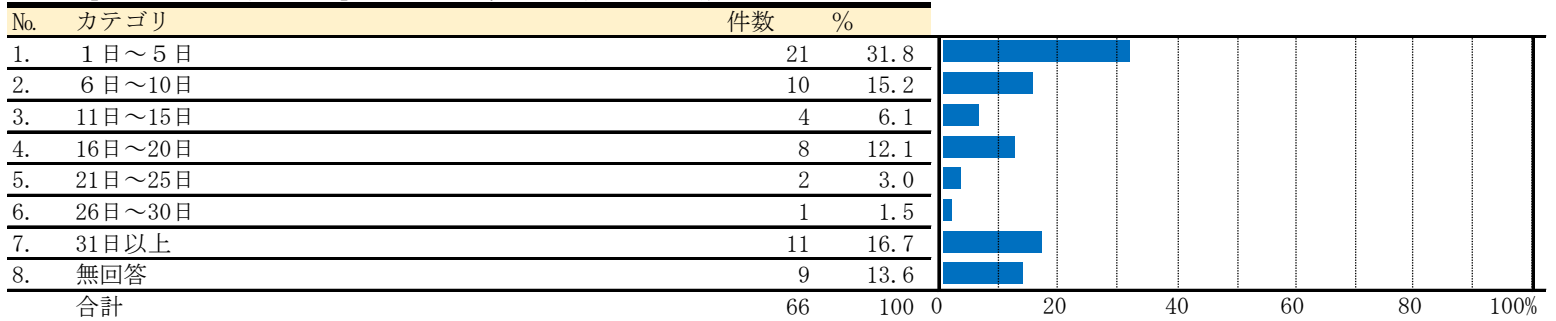 № カテゴリ 件数 %
1. １日～５日 21 31.8
2. ６日～10日 10 15.2
3. 11日～15日 4 6.1
4. 16日～20日 8 12.1
5. 21日～25日 2 3.0
6. 26日～30日 1 1.5
7. 31日以上 11 16.7
8. 無回答 9 13.6
合計 66 100
0 20 40 60 80 100%